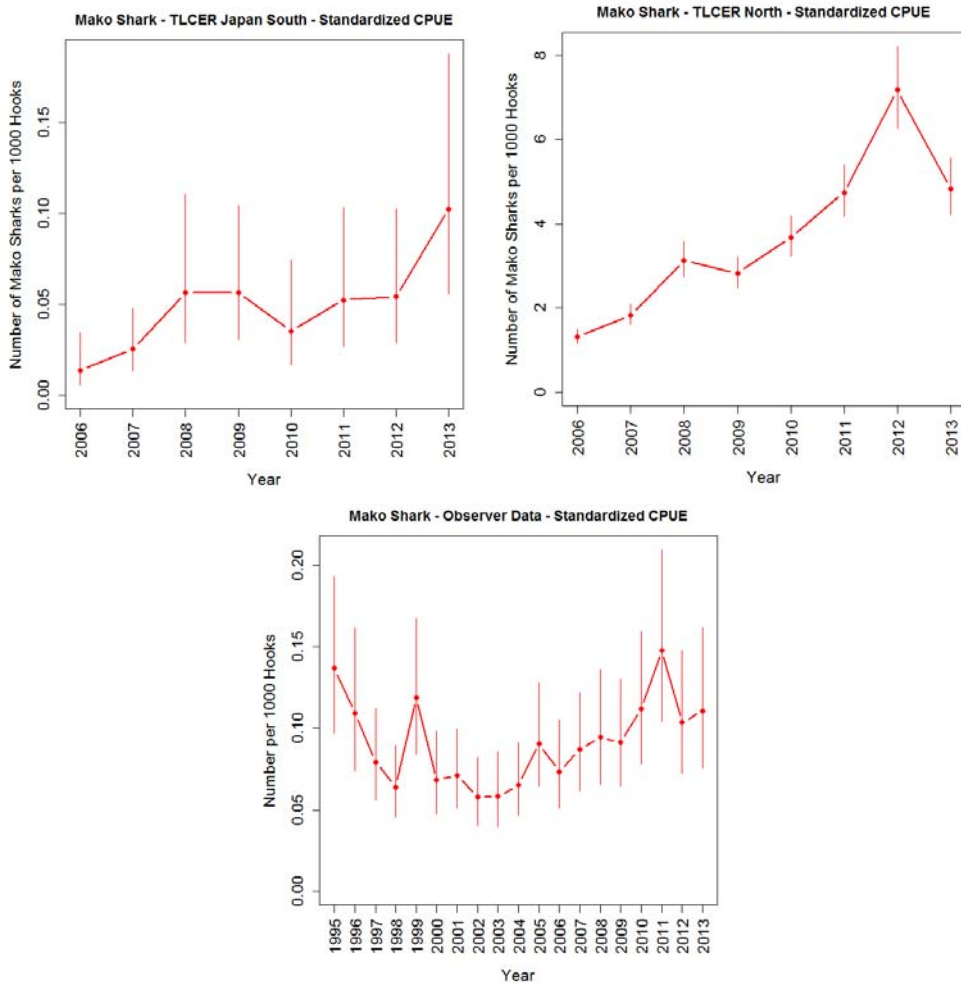 Mako Shark - TLCER Japan South - Standardized CPUE
Number of Mako Sharks per 1000 Hooks
0.15
0.10
0.05
0.00
2006 2007 2008 2009 2010 2011 2012 2013
Year
Mako Shark - TLCER North - Standardized CPUE
Number of Mako Sharks per 1000 Hooks
8
6
4
2
0
2006 2007 2008 2009 2010 2011 2012 2013
Year
Mako Shark - Observer Data - Standardized CPUE
Number per 1000 Hooks
0.20
0.15
0.10
0.05
0.00
1995 1996 1997 1998 1999 2000 2001 2002 2003 2004 2005 2006 2007 2008 2009 2010 2011 2012 2013
Year